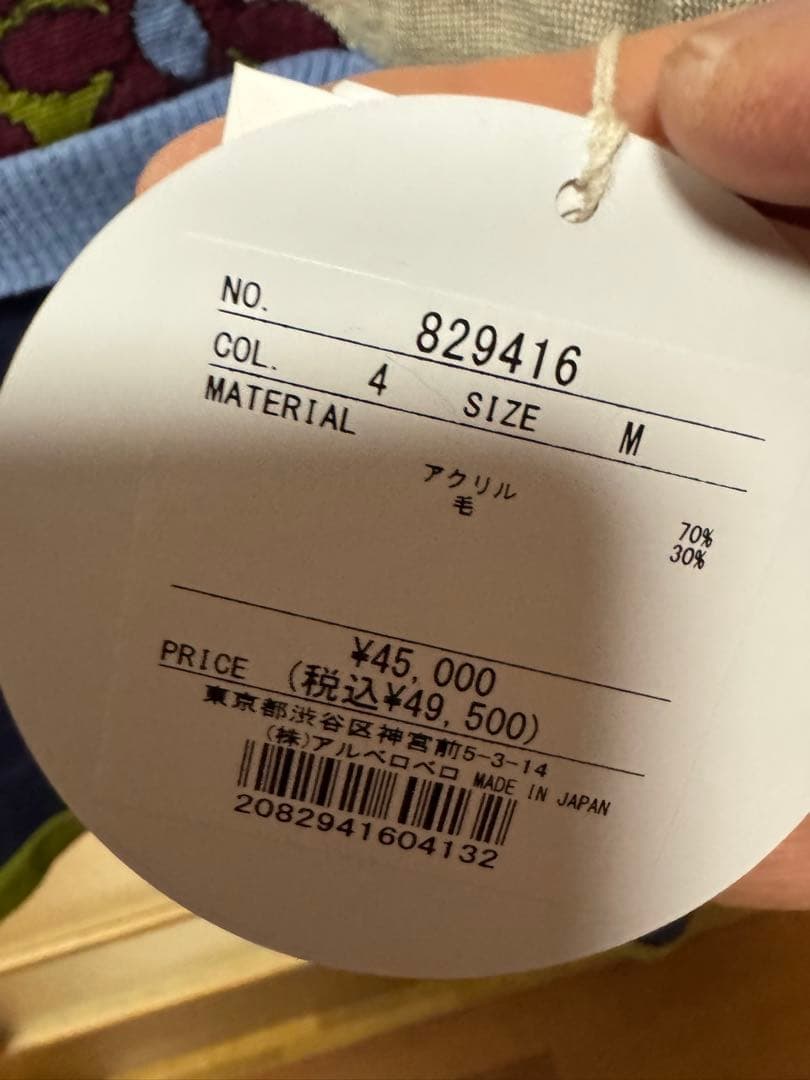 NO. 829416
COL. 4 SIZE M
MATERIAL
アクリル 70%
毛 30%
¥45,000
PRICE (税込¥49,500)
東京都渋谷区神宮前5-3-14
(株)アルベロベロ MADE IN JAPAN
2082941604132